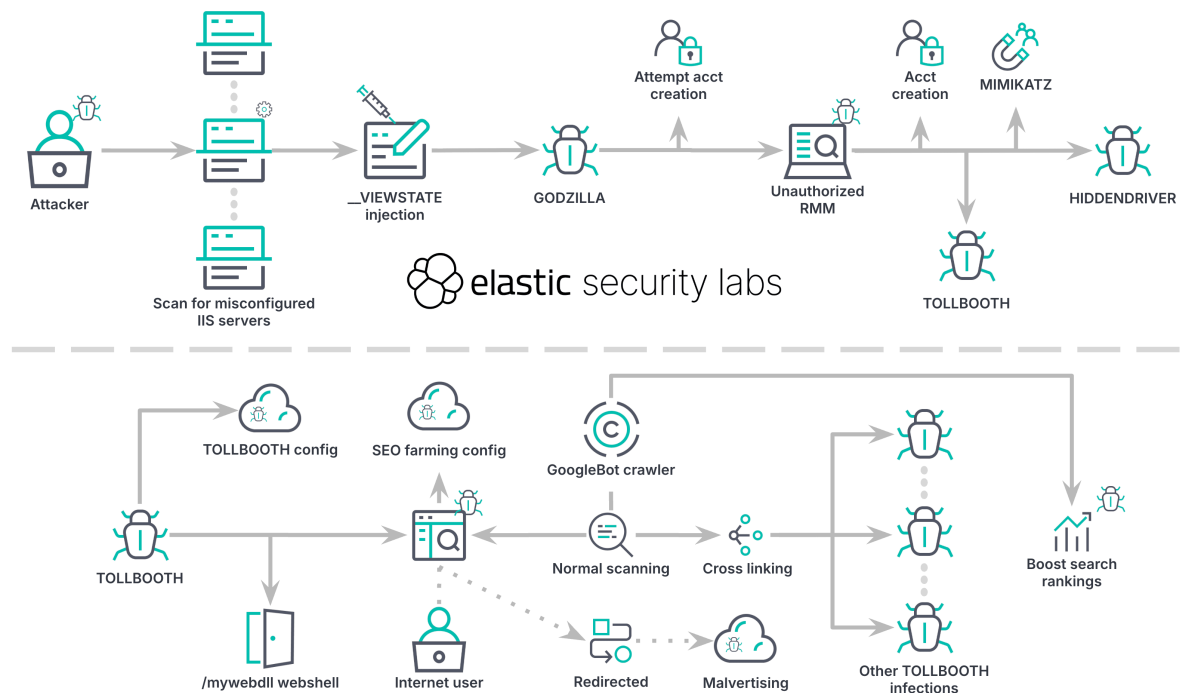 Attempt acct
creation
Acct
creation
MIMIKATZ
Attacker
__VIEWSTATE
injection
GODZILLA
Unauthorized
RMM
HIDDENDRIVER
Scan for misconfigured
IIS servers
elastic security labs
TOLLBOOTH
TOLLBOOTH config
SEO farming config
GoogleBot crawler
C
TOLLBOOTH
Normal scanning
Cross linking
Boost search
rankings
/mywebdll webshell
Internet user
Redirected
Malvertising
Other TOLLBOOTH
infections